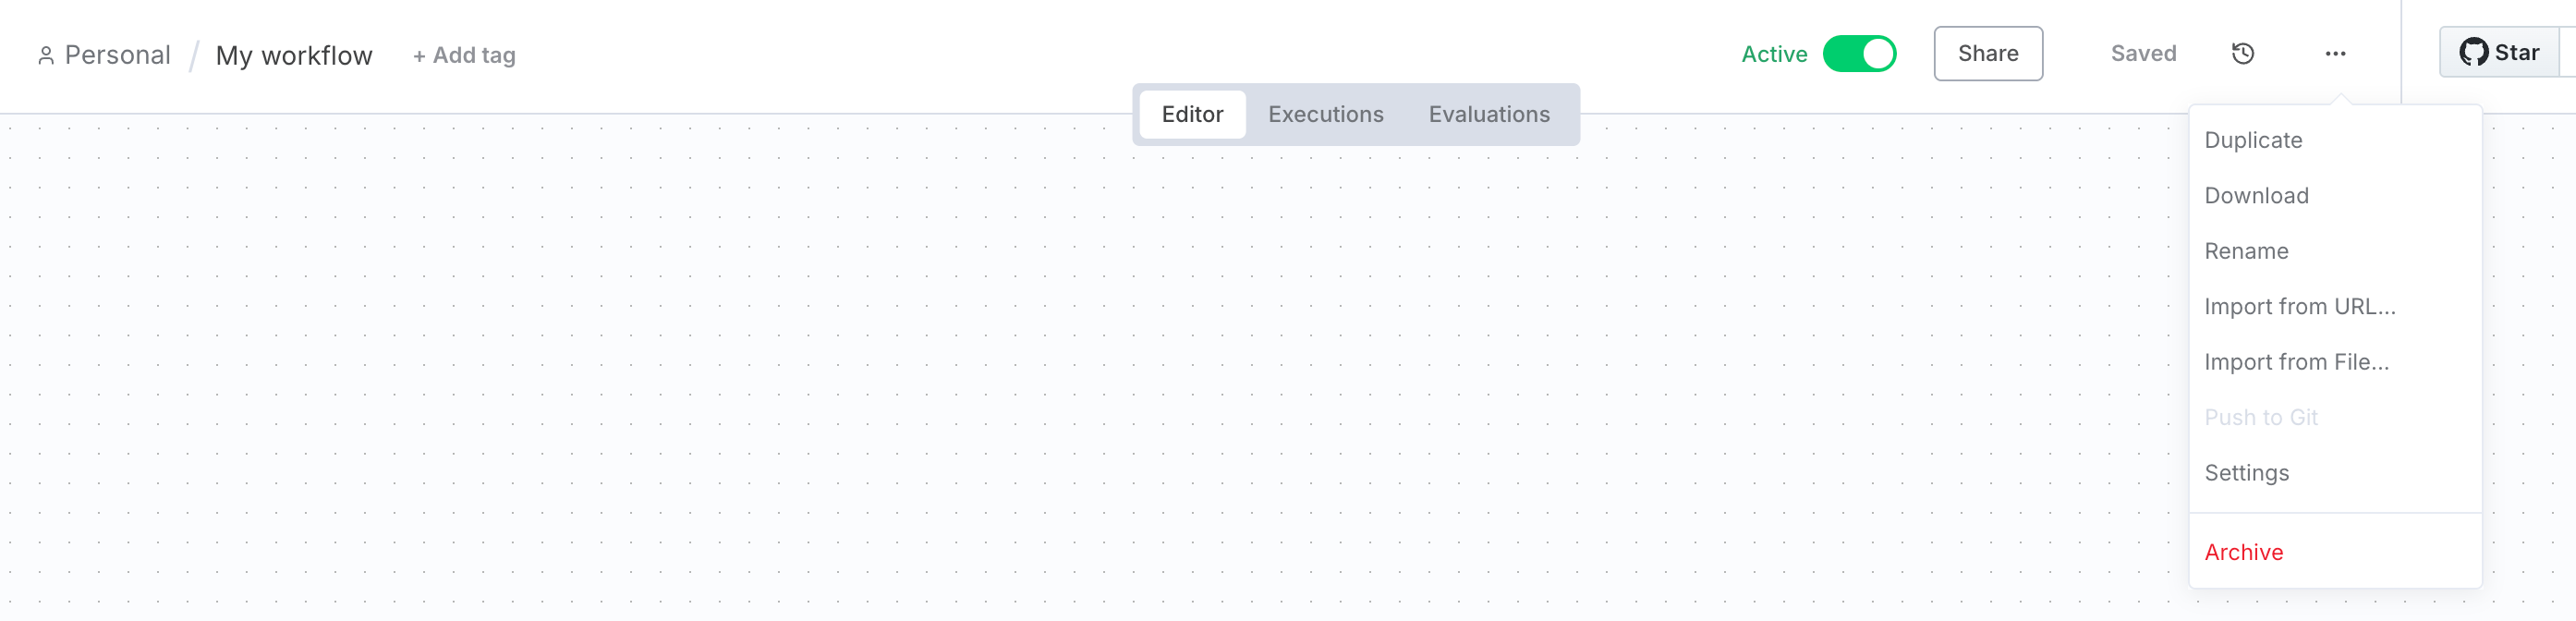 Personal / My workflow + Add tag
Active Share Saved Star
Editor Executions Evaluations
Duplicate
Download
Rename
Import from URL...
Import from File...
Push to Git
Settings
Archive